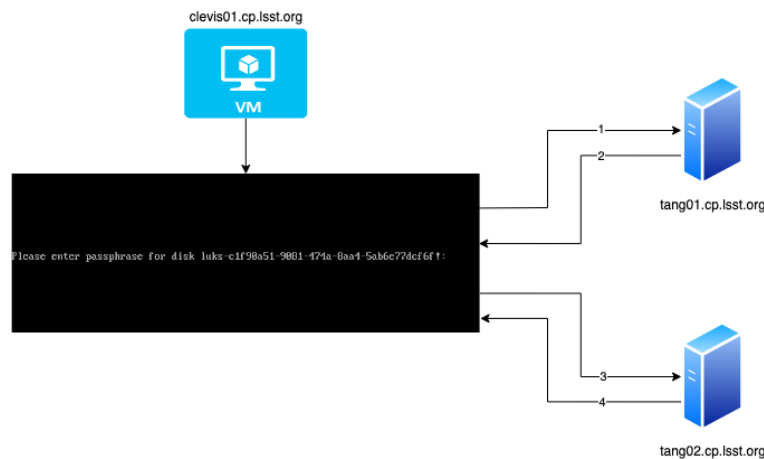 clevis01.cp.lsst.org
VM
1
2
tang01.cp.lsst.org
Please enter passphrase for disk luks-c1f90a51-9081-474a-8aa4-5ab6c77dcf6f!:
3
4
tang02.cp.lsst.org